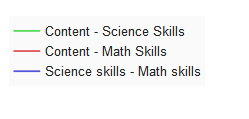 Content - Science Skills
Content - Math Skills
Science skills - Math skills